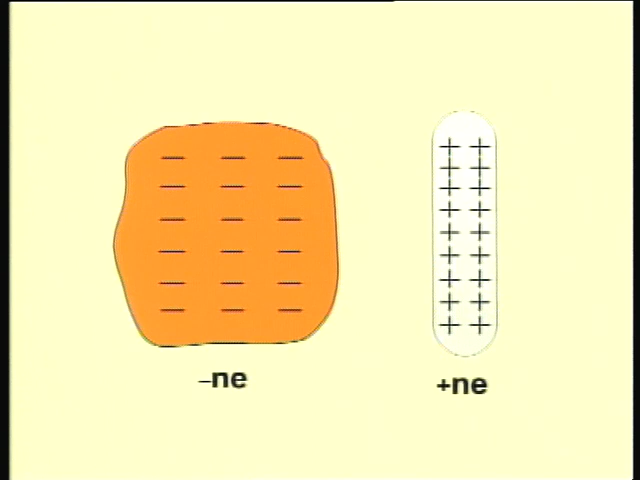 — — —
— — —
— — —
— — —
— — —
— — —
+ +
+ +
+ +
+ +
+ +
+ +
+ +
+ +
+ +
–ne
+ne